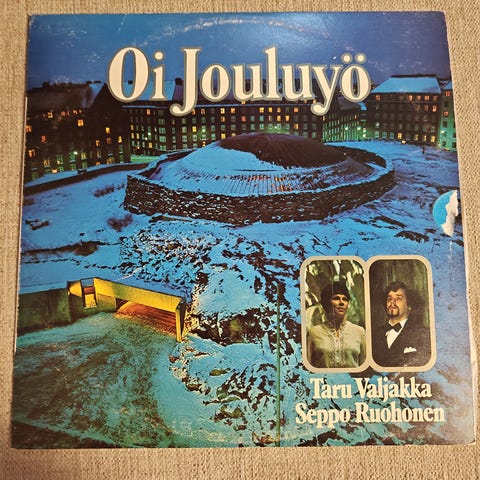 Oi Jouluyö
Taru Valjakka
Seppo Ruohonen